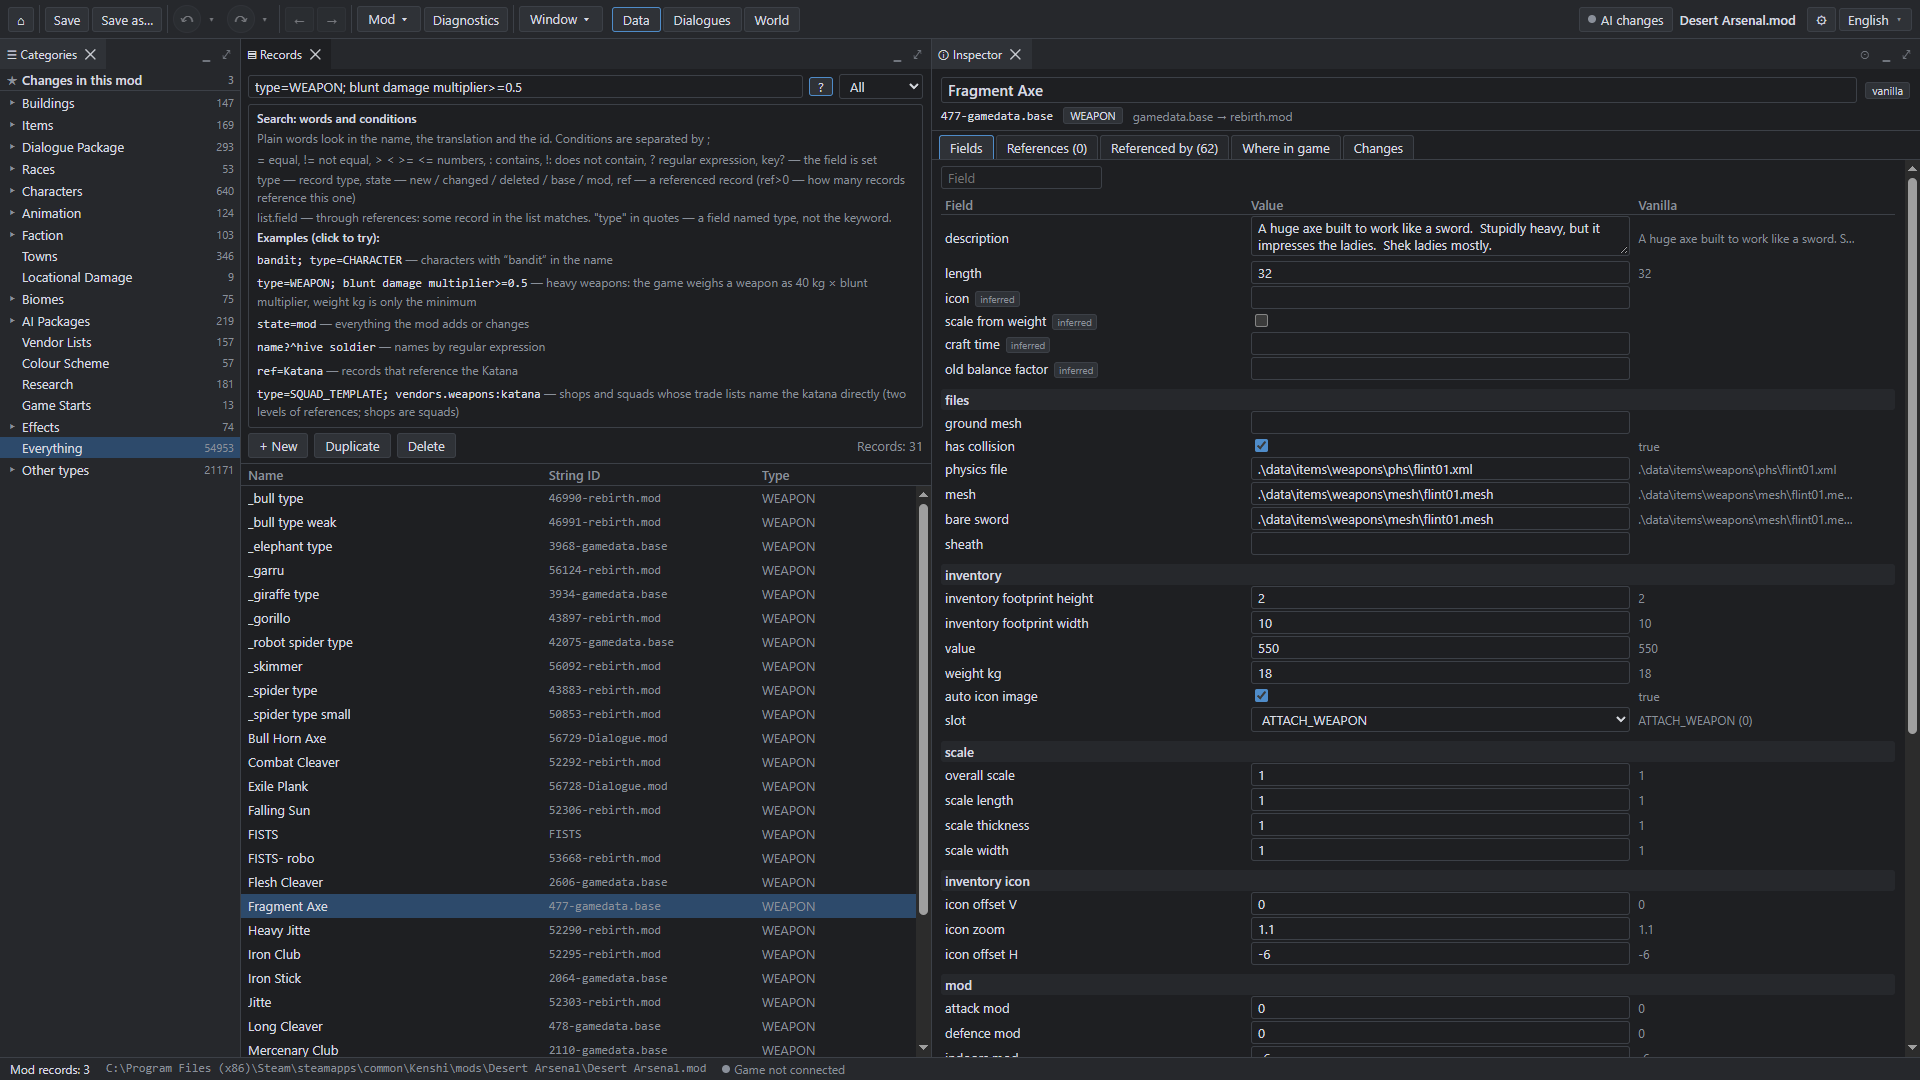 Save
Save as...
Mod
Diagnostics
Window
Data
Dialogues
World
AI changes
Desert Arsenal.mod
English
Categories
Changes in this mod 3
Buildings 147
Items 169
Dialogue Package 293
Races 53
Characters 640
Animation 124
Faction 103
Towns 346
Locational Damage 9
Biomes 75
AI Packages 219
Vendor Lists 157
Colour Scheme 57
Research 181
Game Starts 13
Effects 74
Everything 54953
Other types 21171
Records
type=WEAPON; blunt damage multiplier>=0.5
?
All
Search: words and conditions
Plain words look in the name, the translation and the id. Conditions are separated by ;
= equal, != not equal, > < >= <= numbers, : contains, !: does not contain, ? regular expression, key? — the field is set
type — record type, state — new / changed / deleted / base / mod, ref — a referenced record (ref>0 — how many records
reference this one)
list.field — through references: some record in the list matches. "type" in quotes — a field named type, not the keyword.
Examples (click to try):
bandit; type=CHARACTER — characters with "bandit" in the name
type=WEAPON; blunt damage multiplier>=0.5 — heavy weapons: the game weighs a weapon as 40 kg × blunt
multiplier, weight kg is only the minimum
state=mod — everything the mod adds or changes
name?^hive soldier — names by regular expression
ref=Katana — records that reference the Katana
type=SQUAD_TEMPLATE; vendors.weapons:katana — shops and squads whose trade lists name the katana directly (two
levels of references; shops are squads)
+ New
Duplicate
Delete
Records: 31
Name String ID Type
_bull type 46990-rebirth.mod WEAPON
_bull type weak 46991-rebirth.mod WEAPON
_elephant type 3968-gamedata.base WEAPON
_garru 56124-rebirth.mod WEAPON
_giraffe type 3934-gamedata.base WEAPON
_gorillo 43897-rebirth.mod WEAPON
_robot spider type 42075-gamedata.base WEAPON
_skimmer 56092-rebirth.mod WEAPON
_spider type 43883-rebirth.mod WEAPON
_spider type small 50853-rebirth.mod WEAPON
Bull Horn Axe 56729-Dialogue.mod WEAPON
Combat Cleaver 52292-rebirth.mod WEAPON
Exile Plank 56728-Dialogue.mod WEAPON
Falling Sun 52306-rebirth.mod WEAPON
FISTS FISTS WEAPON
FISTS- robo 53668-rebirth.mod WEAPON
Flesh Cleaver 2606-gamedata.base WEAPON
Fragment Axe 477-gamedata.base WEAPON
Heavy Jitte 52290-rebirth.mod WEAPON
Iron Club 52295-rebirth.mod WEAPON
Iron Stick 2064-gamedata.base WEAPON
Jitte 52303-rebirth.mod WEAPON
Long Cleaver 478-gamedata.base WEAPON
Mercenary Club 2110-gamedata.base WEAPON
Inspector
Fragment Axe
vanilla
477-gamedata.base WEAPON gamedata.base → rebirth.mod
Fields
References (0)
Referenced by (62)
Where in game
Changes
Field
Field Value Vanilla
description A huge axe built to work like a sword. Stupidly heavy, but it
impresses the ladies. Shek ladies mostly.
A huge axe built to work like a sword. S...
length 32 32
icon inferred
scale from weight inferred
craft time inferred
old balance factor inferred
files
ground mesh
has collision true
physics file .\data\items\weapons\phs\flint01.xml .\data\items\weapons\phs\flint01.xml
mesh .\data\items\weapons\mesh\flint01.mesh .\data\items\weapons\mesh\flint01.me...
bare sword .\data\items\weapons\mesh\flint01.mesh .\data\items\weapons\mesh\flint01.me...
sheath
inventory
inventory footprint height 2 2
inventory footprint width 10 10
value 550 550
weight kg 18 18
auto icon image true
slot ATTACH_WEAPON ATTACH_WEAPON (0)
scale
overall scale 1 1
scale length 1 1
scale thickness 1 1
scale width 1 1
inventory icon
icon offset V 0 0
icon zoom 1.1 1.1
icon offset H -6 -6
mod
attack mod 0 0
defence mod 0 0
Mod records: 3 C:\Program Files (x86)\Steam\steamapps\common\Kenshi\mods\Desert Arsenal\Desert Arsenal.mod Game not connected